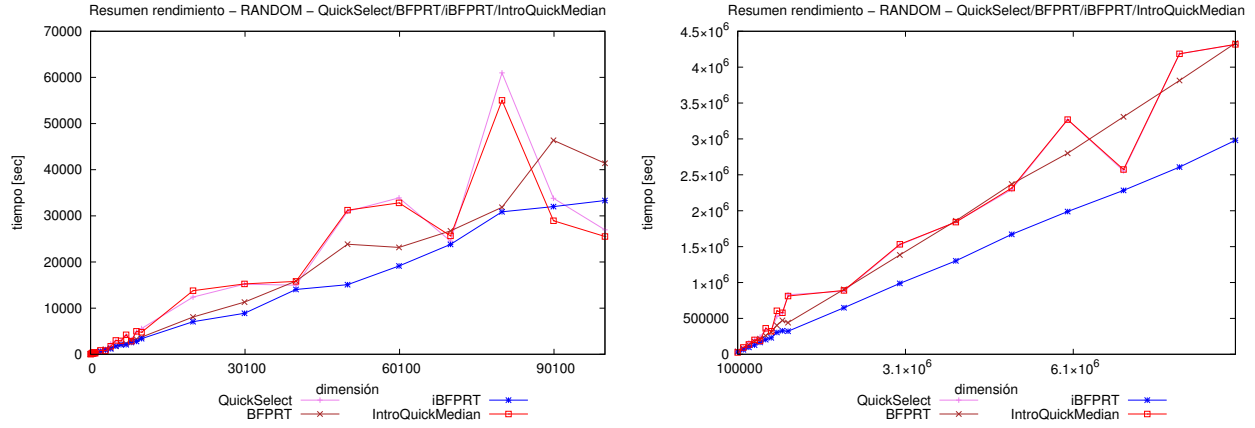 Resumen rendimiento − RANDOM − QuickSelect/BFPRT/iBFPRT/IntroQuickMedian
70000
60000
50000
40000
30000
20000
10000
0
tiempo [sec]
0 30100 60100 90100
dimensión
QuickSelect iBFPRT
BFPRT IntroQuickMedian
Resumen rendimiento − RANDOM − QuickSelect/BFPRT/iBFPRT/IntroQuickMedian
4.5×10⁶
4×10⁶
3.5×10⁶
3×10⁶
2.5×10⁶
2×10⁶
1.5×10⁶
1×10⁶
500000
0
tiempo [sec]
100000 3.1×10⁶ 6.1×10⁶
dimensión
QuickSelect iBFPRT
BFPRT IntroQuickMedian